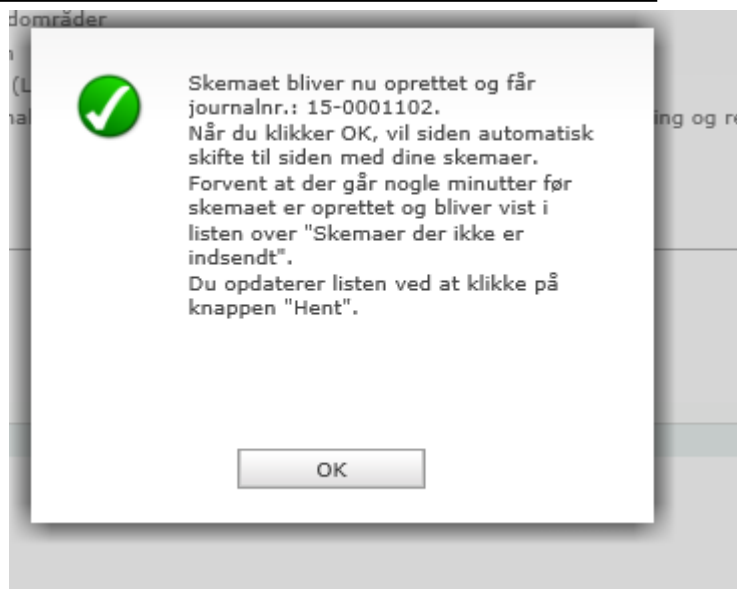 dområder
(L
ing og re
Skemaet bliver nu oprettet og får
journalnr.: 15-0001102.
Når du klikker OK, vil siden automatisk
skifte til siden med dine skemaer.
Forvent at der går nogle minutter før
skemaet er oprettet og bliver vist i
listen over "Skemaer der ikke er
indsendt".
Du opdaterer listen ved at klikke på
knappen "Hent".
OK